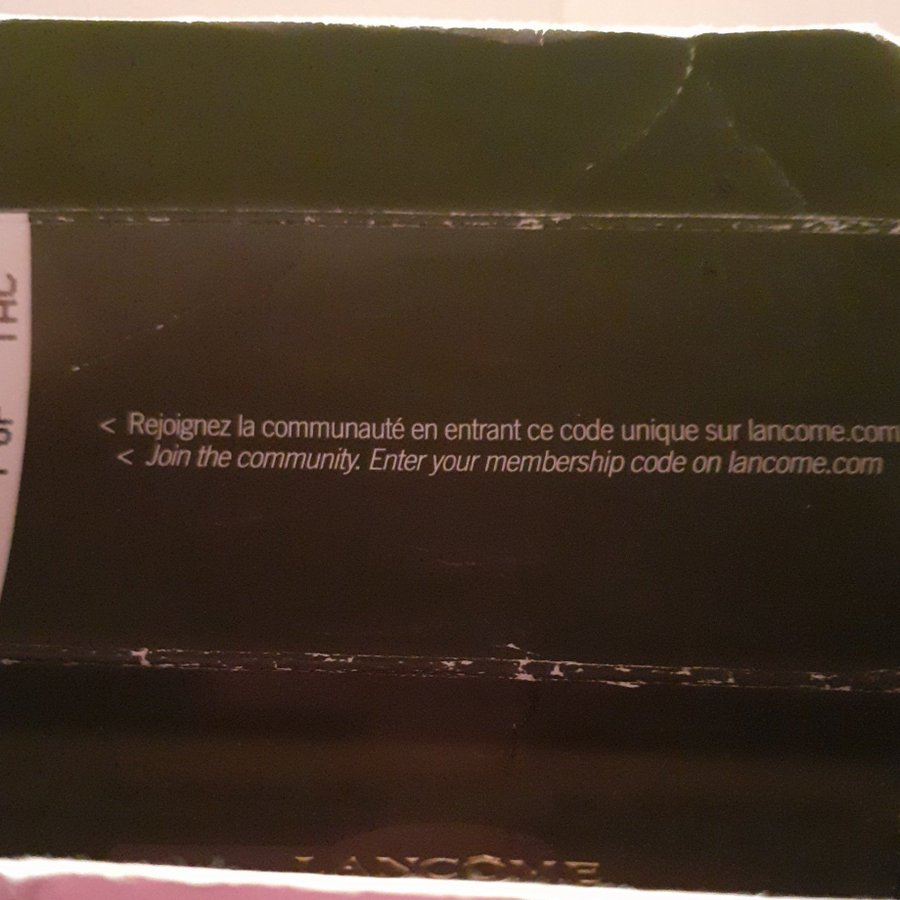 < Rejoignez la communauté en entrant ce code unique sur lancome.com
< Join the community. Enter your membership code on lancome.com
LANCÔME